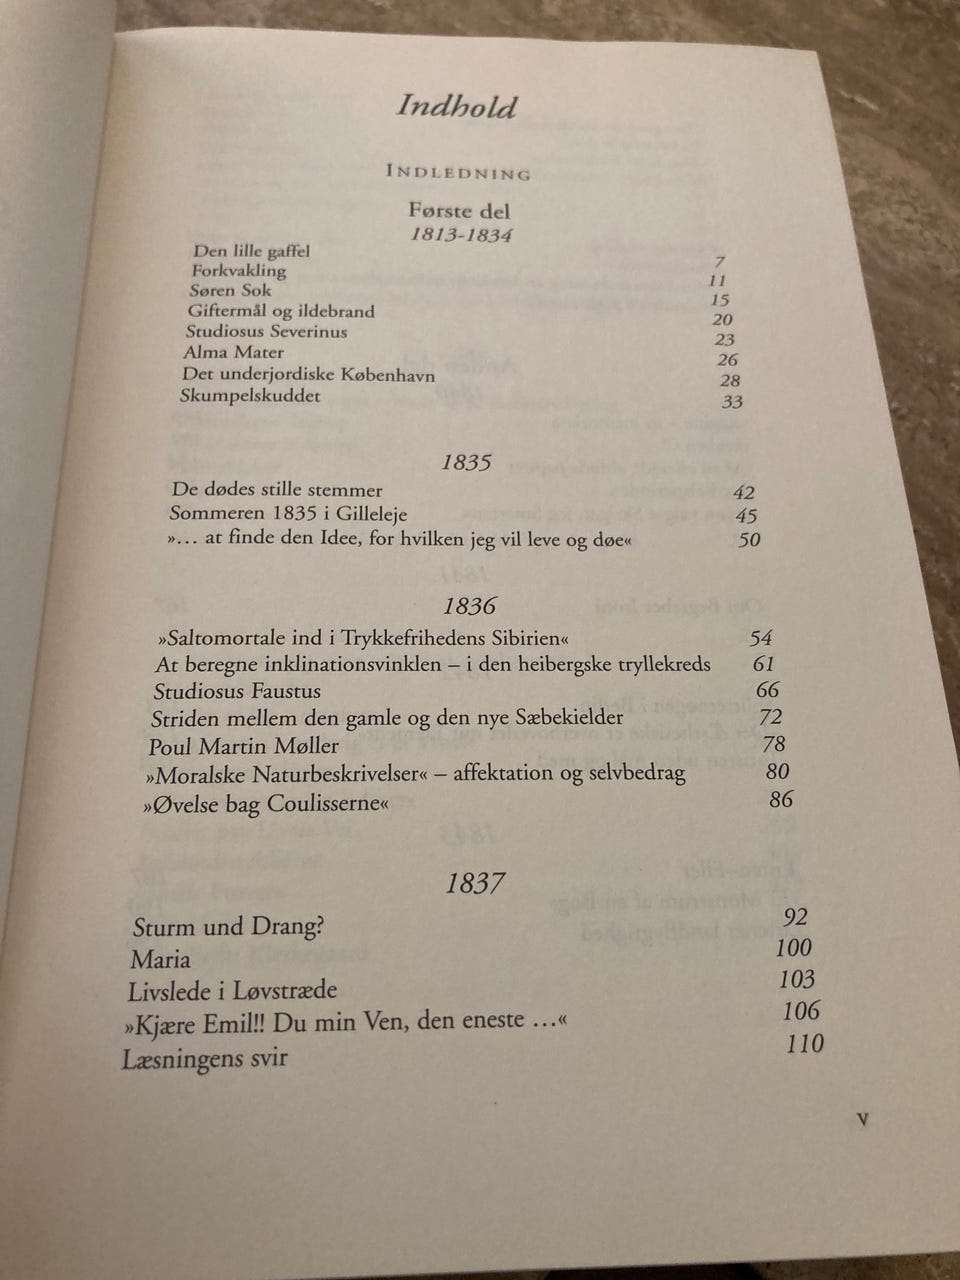 Indhold
INDLEDNING
Første del
1813-1834
Den lille gaffel 7
Forkvakling 11
Søren Sok 15
Giftermål og ildebrand 20
Studiosus Severinus 23
Alma Mater 26
Det underjordiske København 28
Skumpelskuddet 33
1835
De dødes stille stemmer 42
Sommeren 1835 i Gilleleje 45
»... at finde den Idee, for hvilken jeg vil leve og døe« 50
1836
»Saltomortale ind i Trykkefrihedens Sibirien« 54
At beregne inklinationsvinklen – i den heibergske tryllekreds 61
Studiosus Faustus 66
Striden mellem den gamle og den nye Sæbekielder 72
Poul Martin Møller 78
»Moralske Naturbeskrivelser« – affektation og selvbedrag 80
»Øvelse bag Coulisserne« 86
1837
Sturm und Drang? 92
Maria 100
Livslede i Løvstræde 103
»Kjære Emil!! Du min Ven, den eneste ...« 106
Læsningens svir 110
v